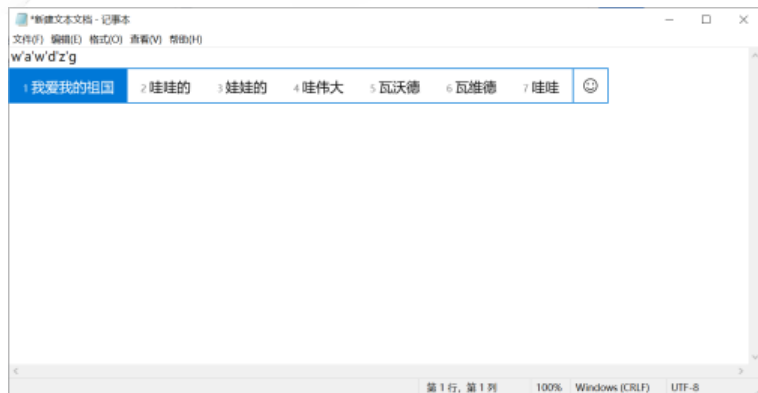 *新建文本文档 - 记事本
文件(F) 编辑(E) 格式(O) 查看(V) 帮助(H)
w'a'w'd'z'g
1 我爱我的祖国 2 哇哇的 3 娃娃的 4 哇伟大 5 瓦沃德 6 瓦维德 7 哇哇
第 1 行，第 1 列 100% Windows (CRLF) UTF-8